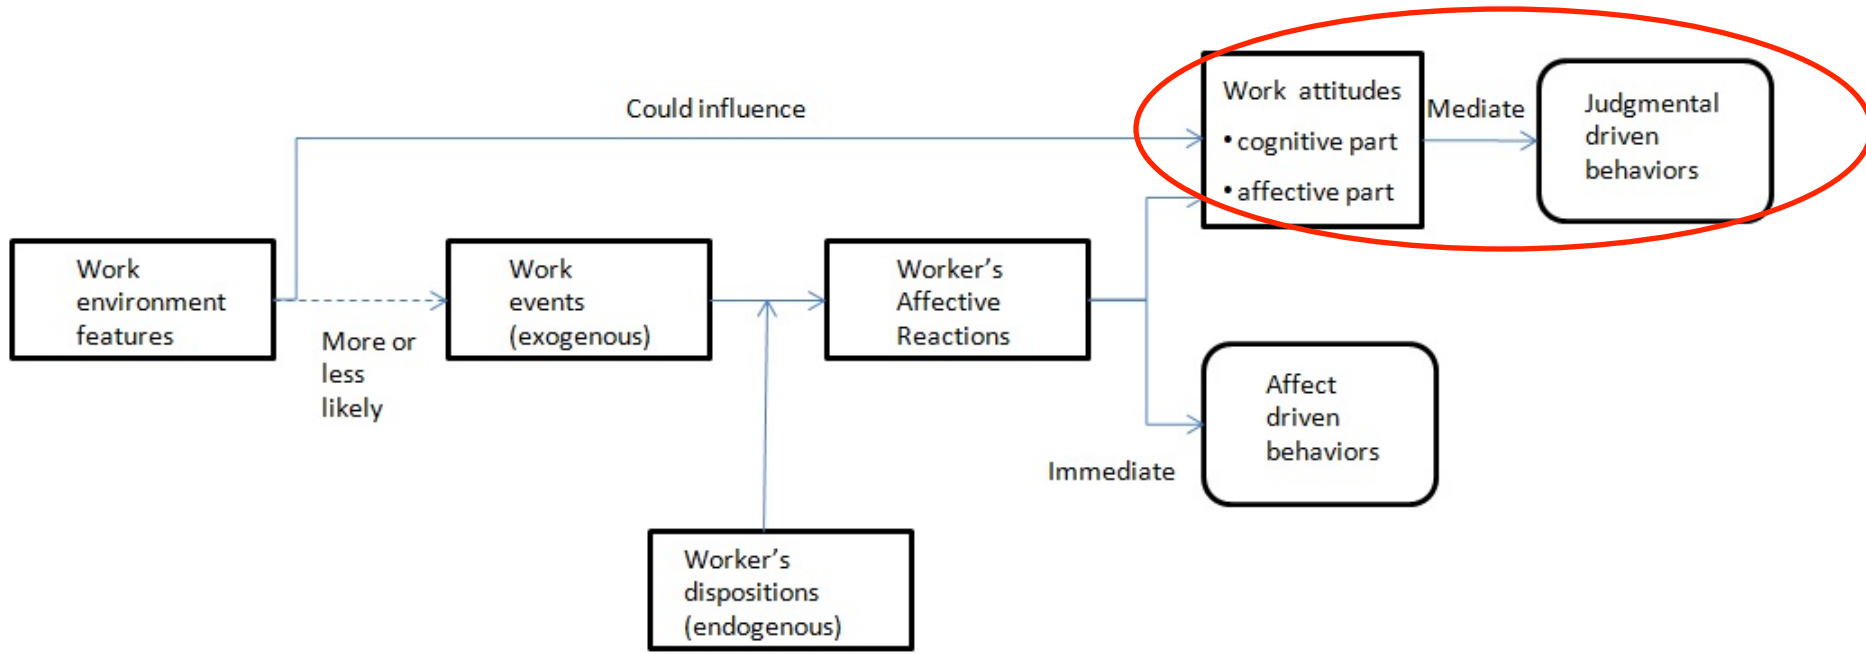 Could influence
Work attitudes
• cognitive part
• affective part
Mediate
Judgmental
driven
behaviors
Work
environment
features
More or
less
likely
Work
events
(exogenous)
Worker’s
Affective
Reactions
Immediate
Affect
driven
behaviors
Worker’s
dispositions
(endogenous)